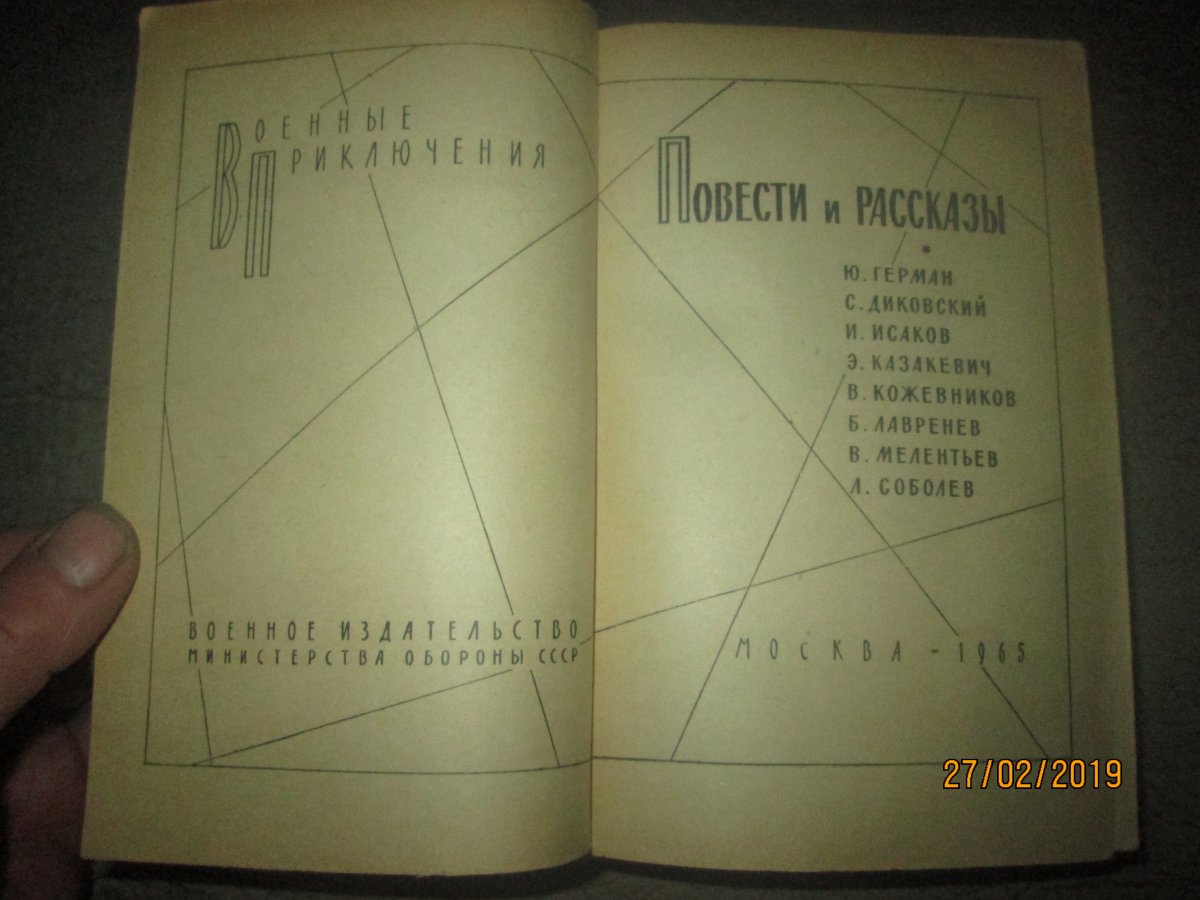 ВОЕННЫЕ
ПРИКЛЮЧЕНИЯ
ВОЕННОЕ ИЗДАТЕЛЬСТВО
МИНИСТЕРСТВА ОБОРОНЫ СССР
ПОВЕСТИ и РАССКАЗЫ
Ю. ГЕРМАН
С. ДИКОВСКИЙ
И. ИСАКОВ
Э. КАЗАКЕВИЧ
В. КОЖЕВНИКОВ
Б. ЛАВРЕНЕВ
В. МЕЛЕНТЬЕВ
Л. СОБОЛЕВ
МОСКВА – 1965
27/02/2019